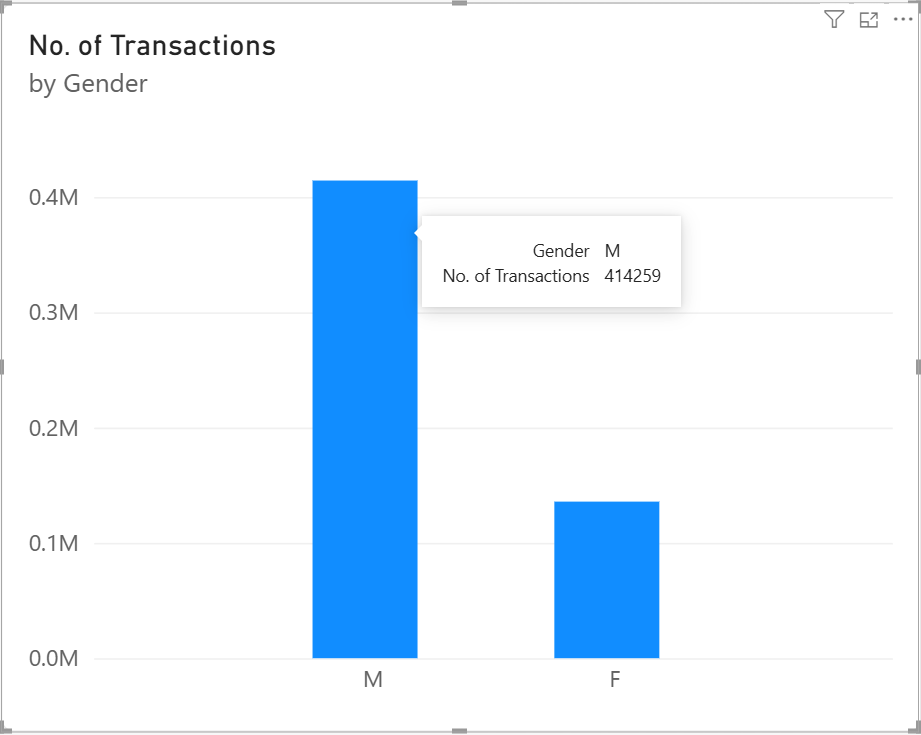 No. of Transactions
by Gender
0.4M
Gender M
No. of Transactions 414259
0.3M
0.2M
0.1M
0.0M
M F